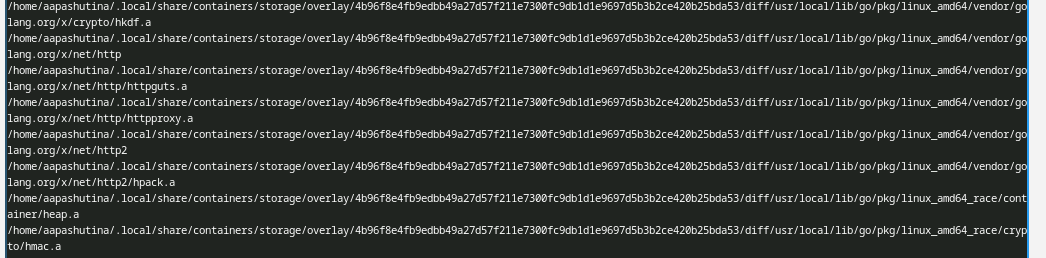 /home/aapashutina/.local/share/containers/storage/overlay/4b96f8e4fb9edbb49a27d57f211e7300fc9db1d1e9697d5b3b2ce420b25bda53/diff/usr/local/lib/go/pkg/linux_amd64/vendor/go
lang.org/x/crypto/hkdf.a
/home/aapashutina/.local/share/containers/storage/overlay/4b96f8e4fb9edbb49a27d57f211e7300fc9db1d1e9697d5b3b2ce420b25bda53/diff/usr/local/lib/go/pkg/linux_amd64/vendor/go
lang.org/x/net/http
/home/aapashutina/.local/share/containers/storage/overlay/4b96f8e4fb9edbb49a27d57f211e7300fc9db1d1e9697d5b3b2ce420b25bda53/diff/usr/local/lib/go/pkg/linux_amd64/vendor/go
lang.org/x/net/http/httpguts.a
/home/aapashutina/.local/share/containers/storage/overlay/4b96f8e4fb9edbb49a27d57f211e7300fc9db1d1e9697d5b3b2ce420b25bda53/diff/usr/local/lib/go/pkg/linux_amd64/vendor/go
lang.org/x/net/http/httpproxy.a
/home/aapashutina/.local/share/containers/storage/overlay/4b96f8e4fb9edbb49a27d57f211e7300fc9db1d1e9697d5b3b2ce420b25bda53/diff/usr/local/lib/go/pkg/linux_amd64/vendor/go
lang.org/x/net/http2
/home/aapashutina/.local/share/containers/storage/overlay/4b96f8e4fb9edbb49a27d57f211e7300fc9db1d1e9697d5b3b2ce420b25bda53/diff/usr/local/lib/go/pkg/linux_amd64/vendor/go
lang.org/x/net/http2/hpack.a
/home/aapashutina/.local/share/containers/storage/overlay/4b96f8e4fb9edbb49a27d57f211e7300fc9db1d1e9697d5b3b2ce420b25bda53/diff/usr/local/lib/go/pkg/linux_amd64_race/cont
ainer/heap.a
/home/aapashutina/.local/share/containers/storage/overlay/4b96f8e4fb9edbb49a27d57f211e7300fc9db1d1e9697d5b3b2ce420b25bda53/diff/usr/local/lib/go/pkg/linux_amd64_race/cryp
to/hmac.a